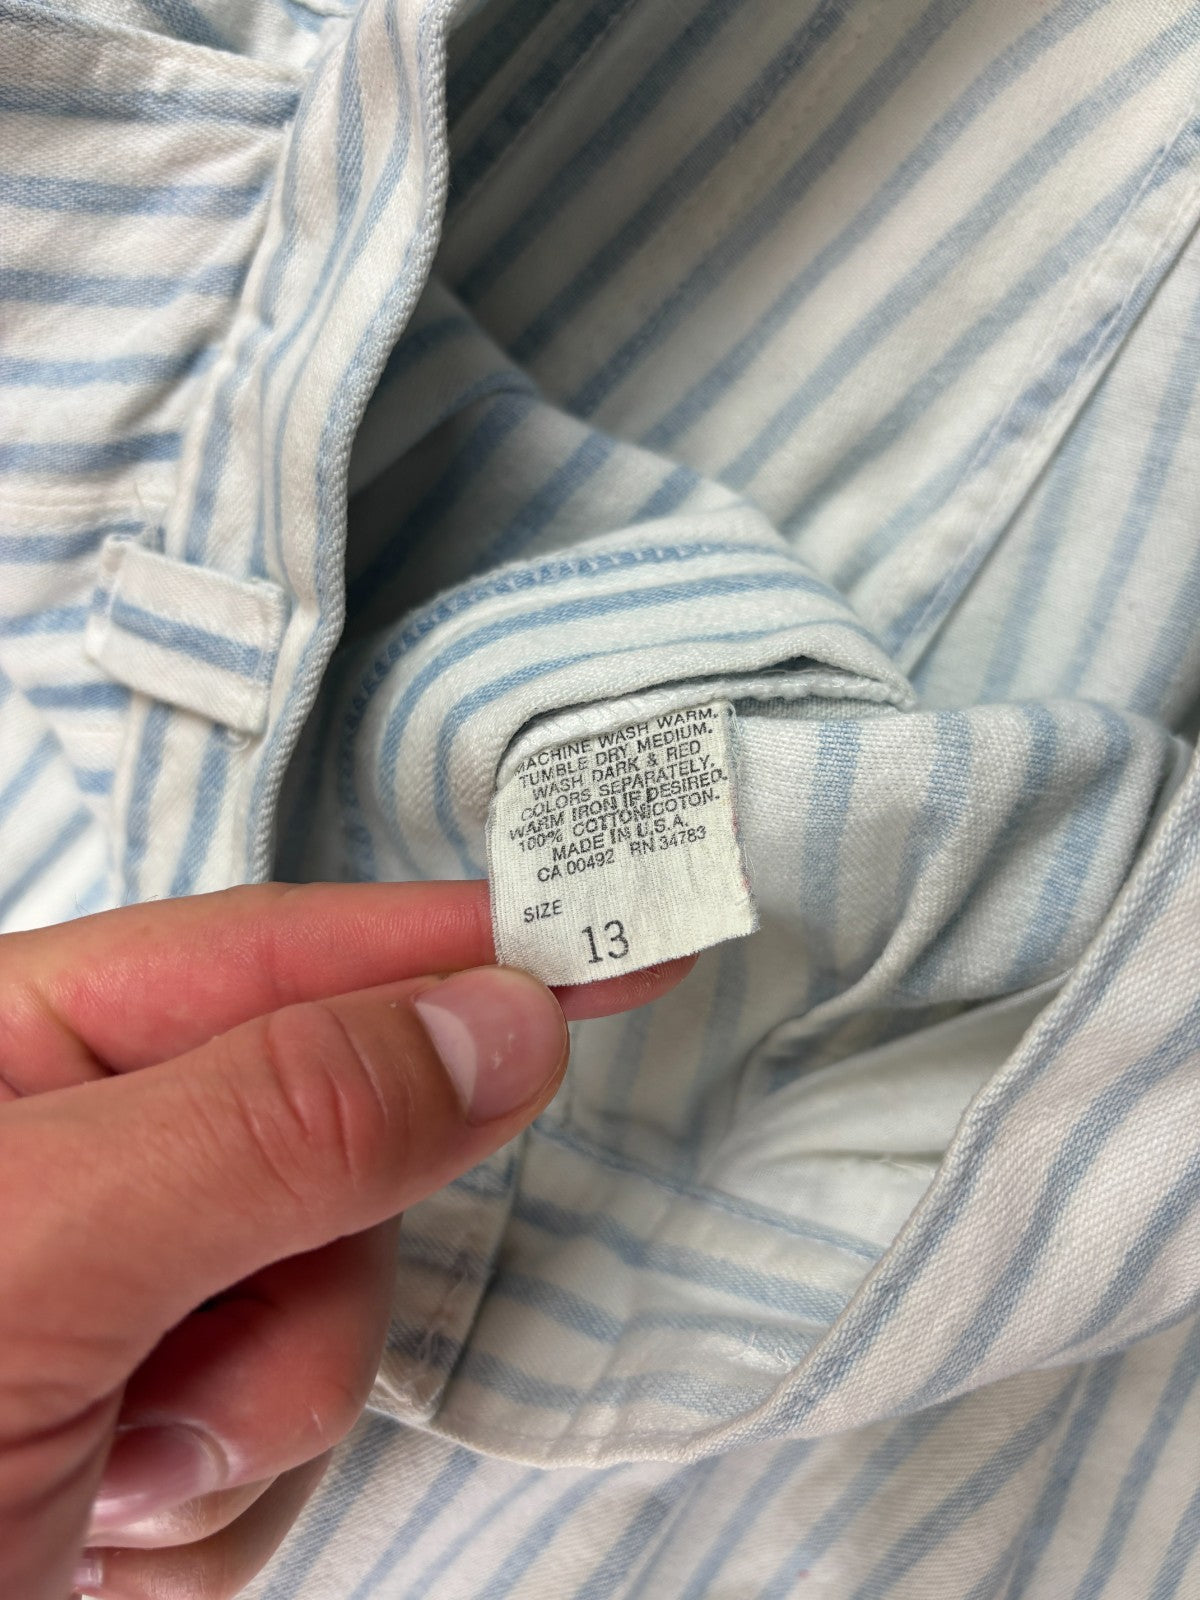 MACHINE WASH WARM.
TUMBLE DRY MEDIUM.
WASH DARK & RED
COLORS SEPARATELY.
WARM IRON IF DESIRED.
100% COTTON/COTON.
MADE IN U.S.A.
CA 00492 RN 34783
SIZE
13